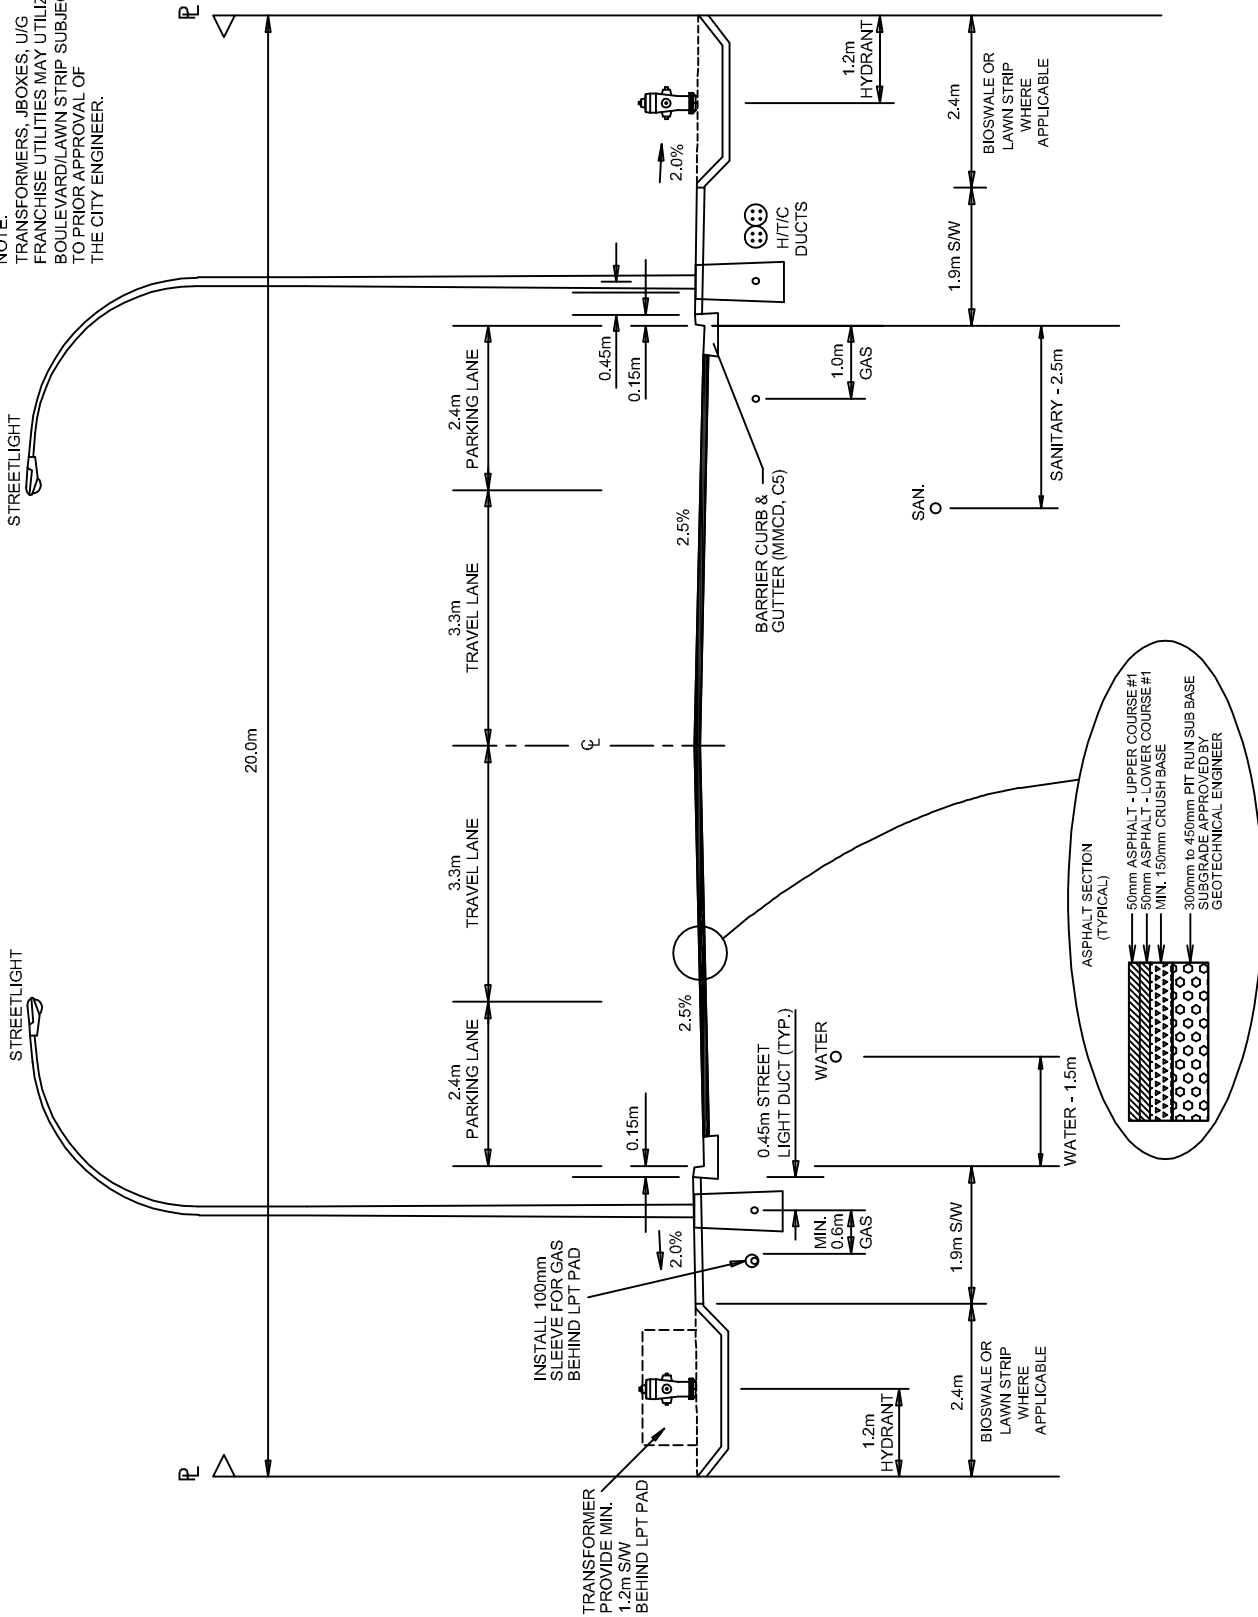 NOTE:
TRANSFORMERS, JBOXES, U/G
FRANCHISE UTILITIES MAY
BOULEVARD/LAWN STRIP
TO PRIOR APPROVAL OF
THE CITY ENGINEER.
STREETLIGHT
STREETLIGHT
PL
PL
20.0m
2.4m
PARKING LANE
3.3m
TRAVEL LANE
3.3m
TRAVEL LANE
2.4m
PARKING LANE
CL
0.15m
0.45m
0.15m
TRANSFORMER
PROVIDE MIN.
1.2m S/W
BEHIND LPT PAD
INSTALL 100mm
SLEEVE FOR GAS
BEHIND LPT PAD
2.0%
2.5%
2.5%
2.0%
MIN.
0.6m
GAS
0.45m STREET
LIGHT DUCT (TYP.)
WATER
BARRIER CURB &
GUTTER (MMCD, C5)
1.0m
GAS
H/T/C
DUCTS
1.2m
HYDRANT
1.2m
HYDRANT
SAN.
2.4m
BIOSWALE OR
LAWN STRIP
WHERE
APPLICABLE
1.9m S/W
WATER - 1.5m
SANITARY - 2.5m
1.9m S/W
2.4m
BIOSWALE OR
LAWN STRIP
WHERE
APPLICABLE
ASPHALT SECTION
(TYPICAL)
50mm ASPHALT - UPPER COURSE #1
50mm ASPHALT - LOWER COURSE #1
MIN. 150mm CRUSH BASE
300mm to 450mm PIT RUN SUB BASE
SUBGRADE APPROVED BY
GEOTECHNICAL ENGINEER